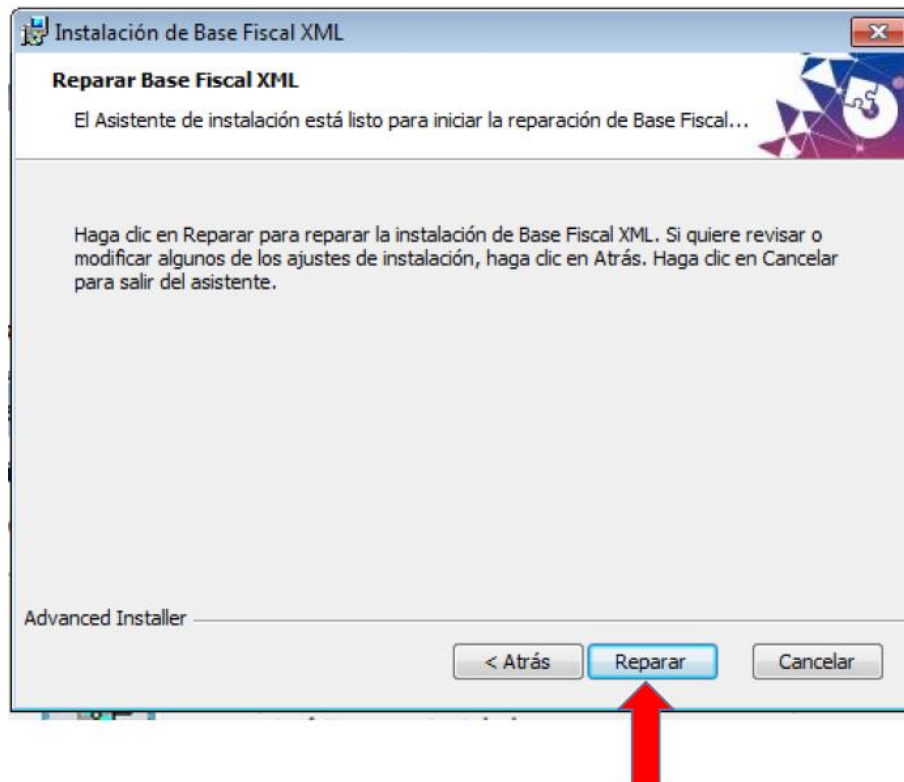 Instalación de Base Fiscal XML
Reparar Base Fiscal XML
El Asistente de instalación está listo para iniciar la reparación de Base Fiscal...
Haga clic en Reparar para reparar la instalación de Base Fiscal XML. Si quiere revisar o
modificar algunos de los ajustes de instalación, haga clic en Atrás. Haga clic en Cancelar
para salir del asistente.
Advanced Installer
< Atrás
Reparar
Cancelar